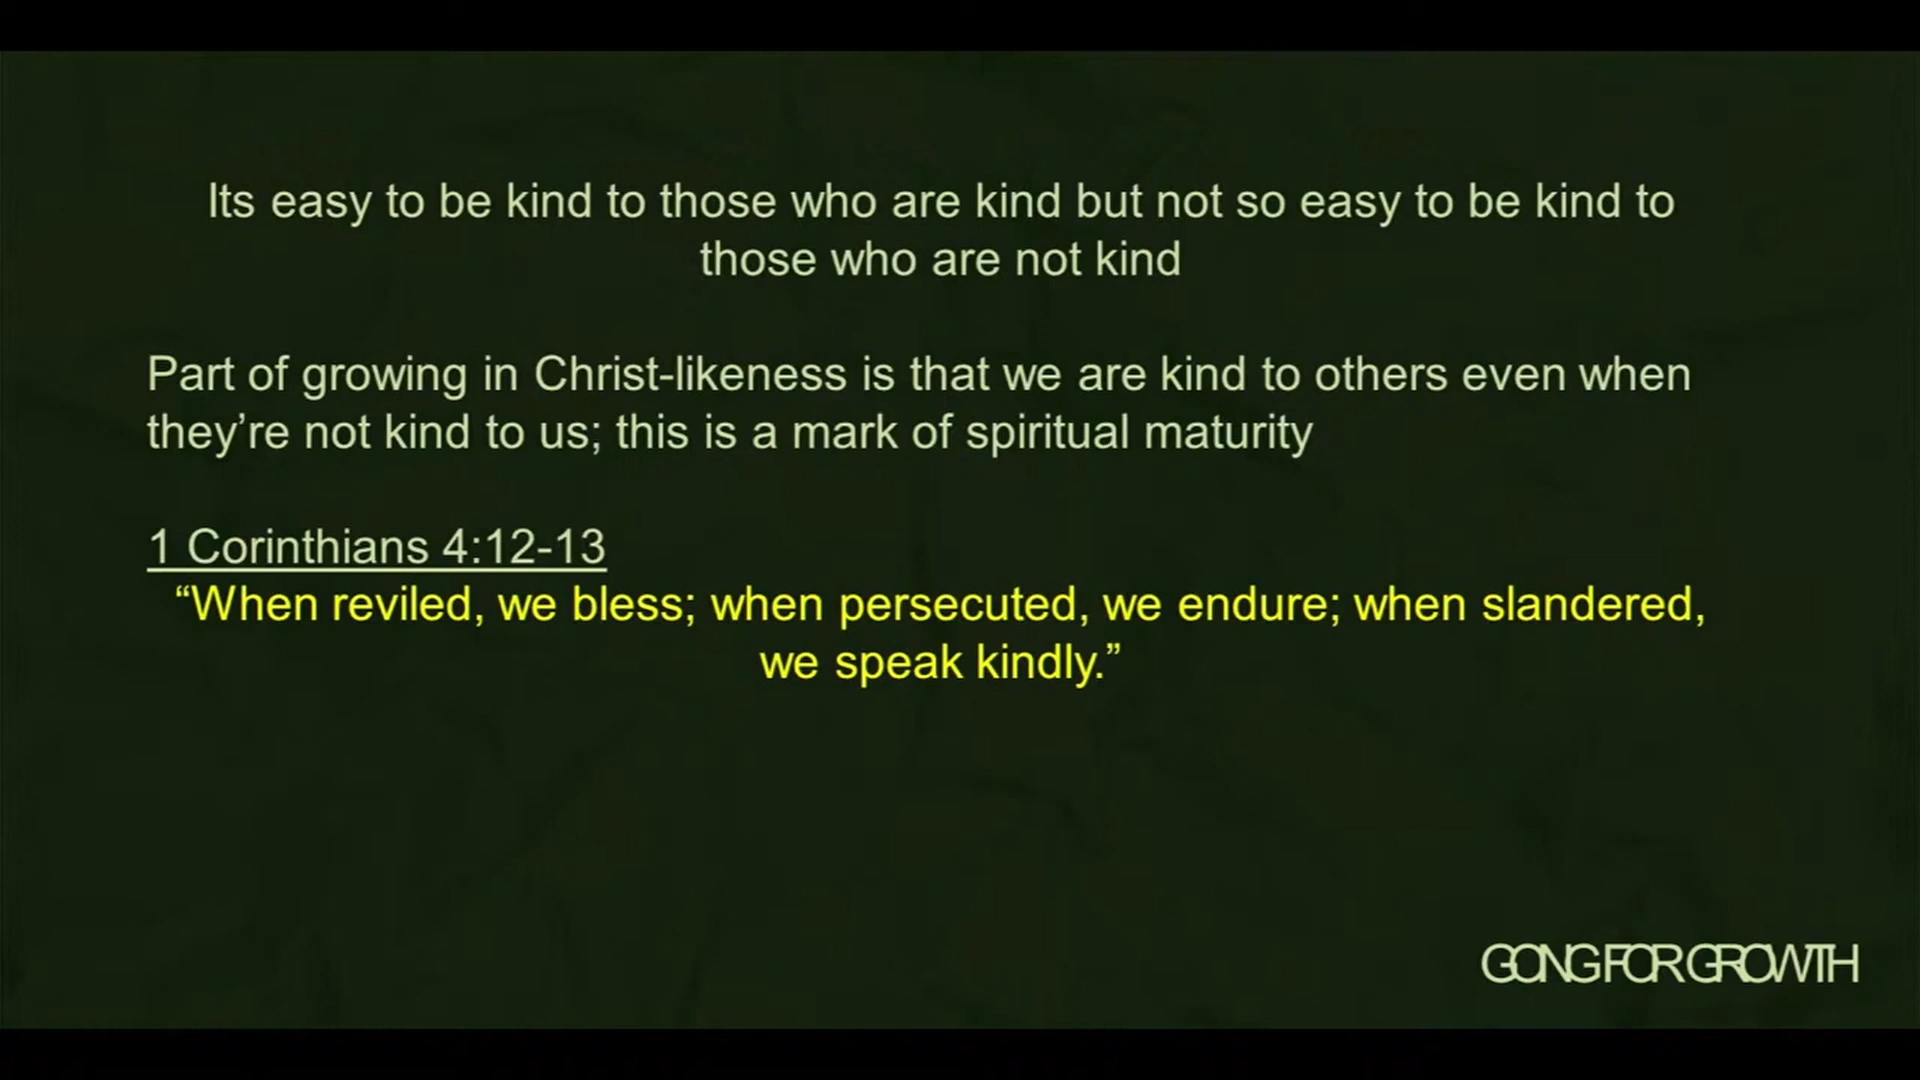 Its easy to be kind to those who are kind but not so easy to be kind to
those who are not kind
Part of growing in Christ-likeness is that we are kind to others even when
they’re not kind to us; this is a mark of spiritual maturity
1 Corinthians 4:12-13
“When reviled, we bless; when persecuted, we endure; when slandered,
we speak kindly.”
GOING FOR GROWTH